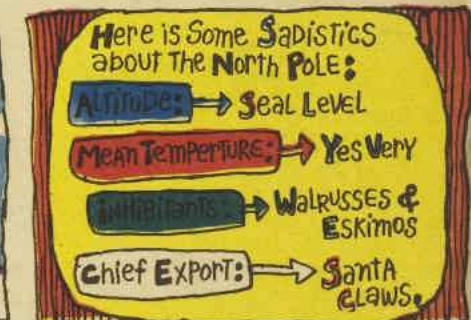 Here is Some Sadistics
about The North Pole:
Altitude: Seal Level
Mean Temperture: Yes Very
inHibitants: Walrusses &
Eskimos
Chief Export: Santa
Claws.